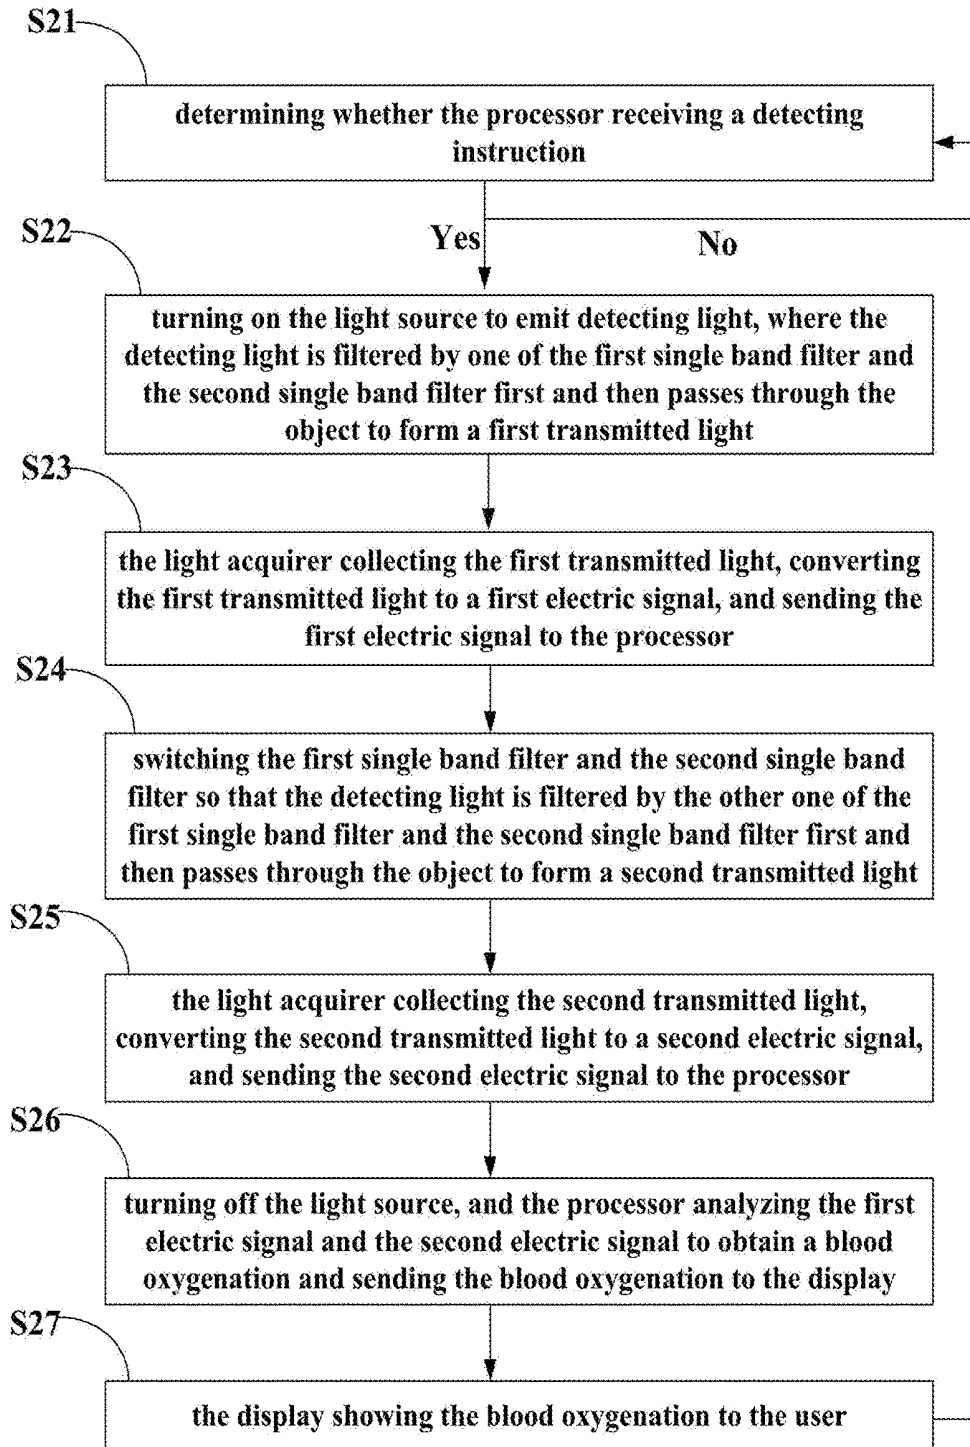 S21
determining whether the processor receiving a detecting
instruction
Yes
No
S22
turning on the light source to emit detecting light, where the
detecting light is filtered by one of the first single band filter and
the second single band filter first and then passes through the
object to form a first transmitted light
S23
the light acquirer collecting the first transmitted light, converting
the first transmitted light to a first electric signal, and sending the
first electric signal to the processor
S24
switching the first single band filter and the second single band
filter so that the detecting light is filtered by the other one of the
first single band filter and the second single band filter first and
then passes through the object to form a second transmitted light
S25
the light acquirer collecting the second transmitted light,
converting the second transmitted light to a second electric signal,
and sending the second electric signal to the processor
S26
turning off the light source, and the processor analyzing the first
electric signal and the second electric signal to obtain a blood
oxygenation and sending the blood oxygenation to the display
S27
the display showing the blood oxygenation to the user